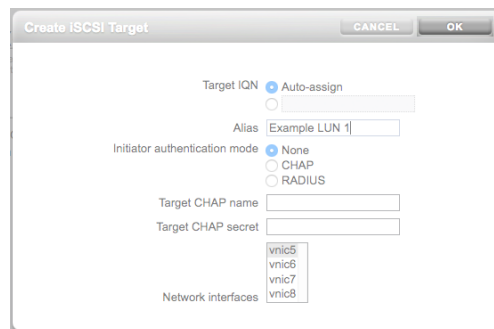 Create iSCSI Target CANCEL OK
Target IQN Auto-assign
Alias Example LUN 1
Initiator authentication mode None
CHAP
RADIUS
Target CHAP name
Target CHAP secret
vnic5
vnic6
vnic7
Network interfaces vnic8